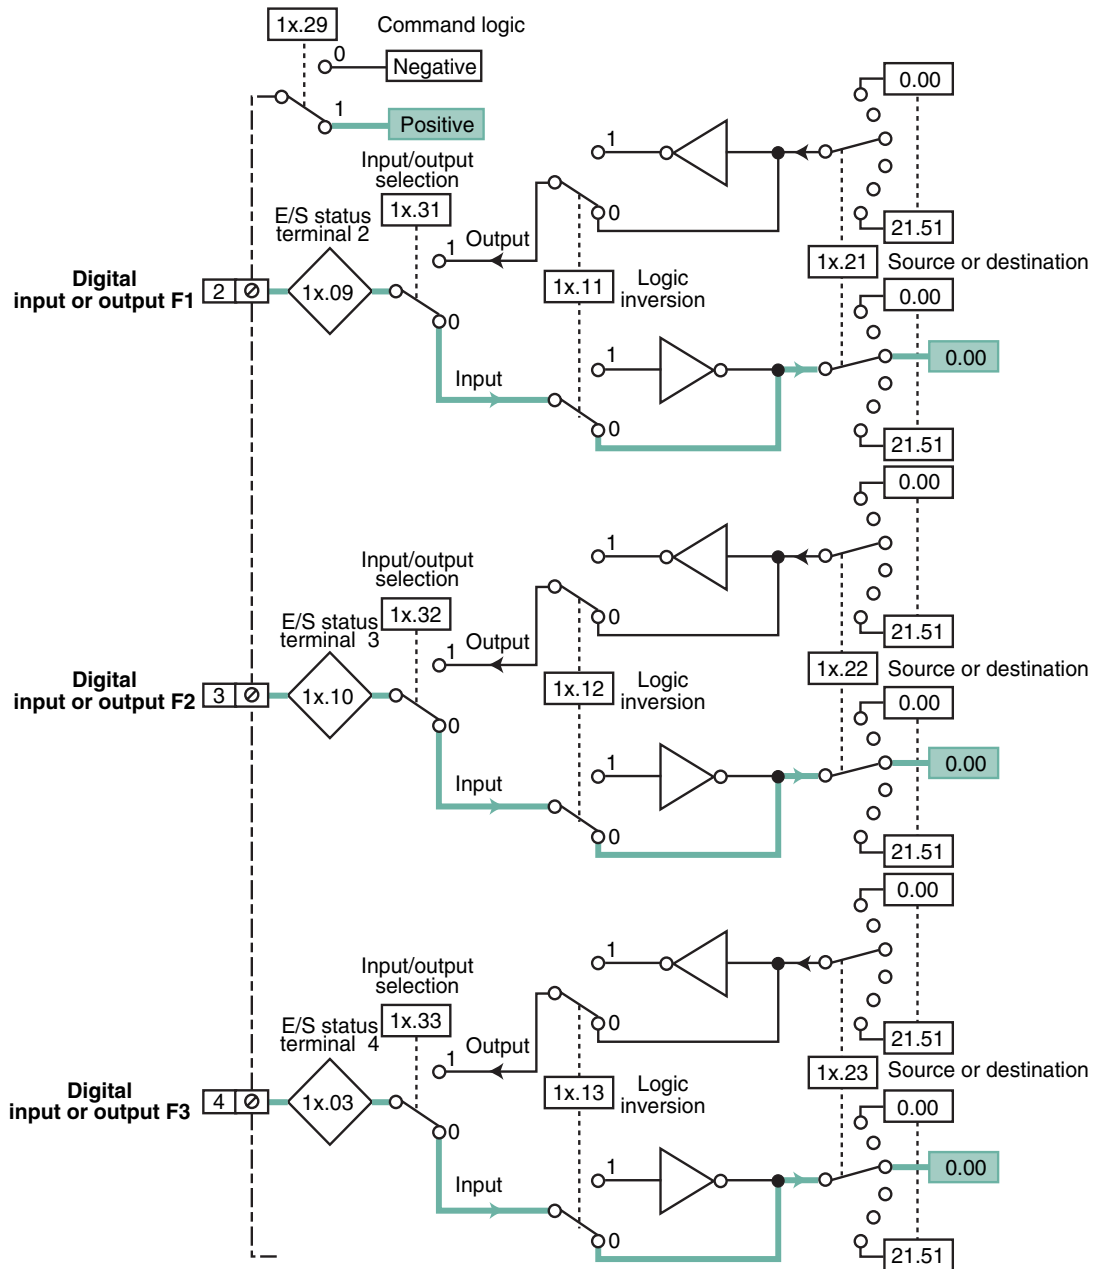 1x.29
Command logic
0
Negative
1
Positive
0.00
Input/output
selection
1x.31
1
0
E/S status
terminal 2
1
Output
21.51
Digital
input or output F1
2
1x.09
0
1x.11
Logic
inversion
1x.21
Source or destination
0.00
1
0.00
Input
0
21.51
0.00
Input/output
selection
1x.32
1
0
E/S status
terminal 3
1
Output
21.51
Digital
input or output F2
3
1x.10
0
1x.12
Logic
inversion
1x.22
Source or destination
0.00
1
0.00
Input
0
21.51
0.00
Input/output
selection
1x.33
1
0
E/S status
terminal 4
1
Output
21.51
Digital
input or output F3
4
1x.03
0
1x.13
Logic
inversion
1x.23
Source or destination
0.00
1
0.00
Input
0
21.51